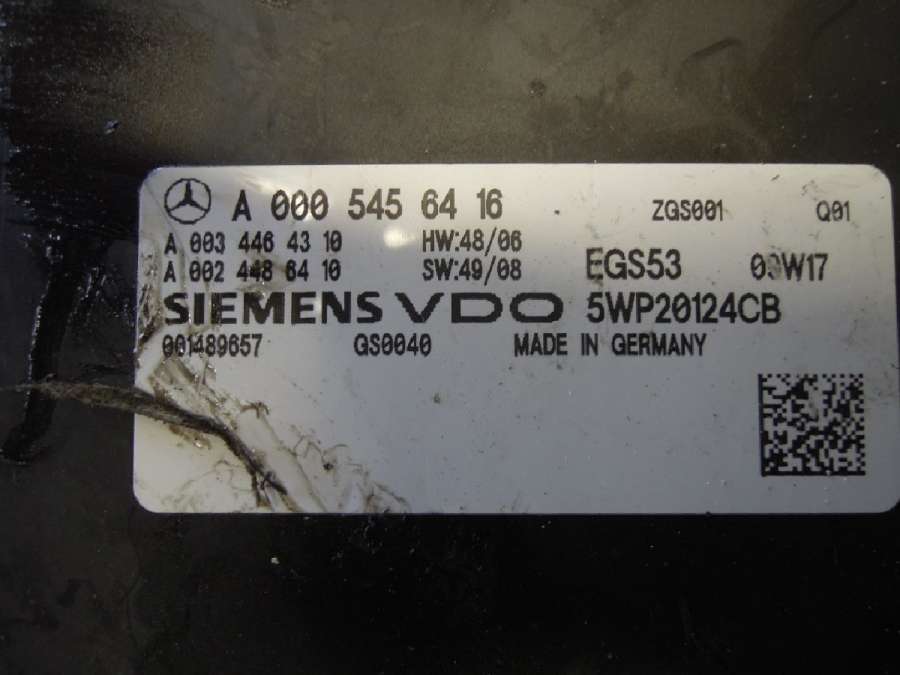 A 000 545 64 16 ZGS001 Q01
A 003 446 43 10 HW:48/06
A 002 448 64 10 SW:49/08 EGS53
SIEMENS VDO 5WP20124CB
001489657 GS0040 MADE IN GERMANY